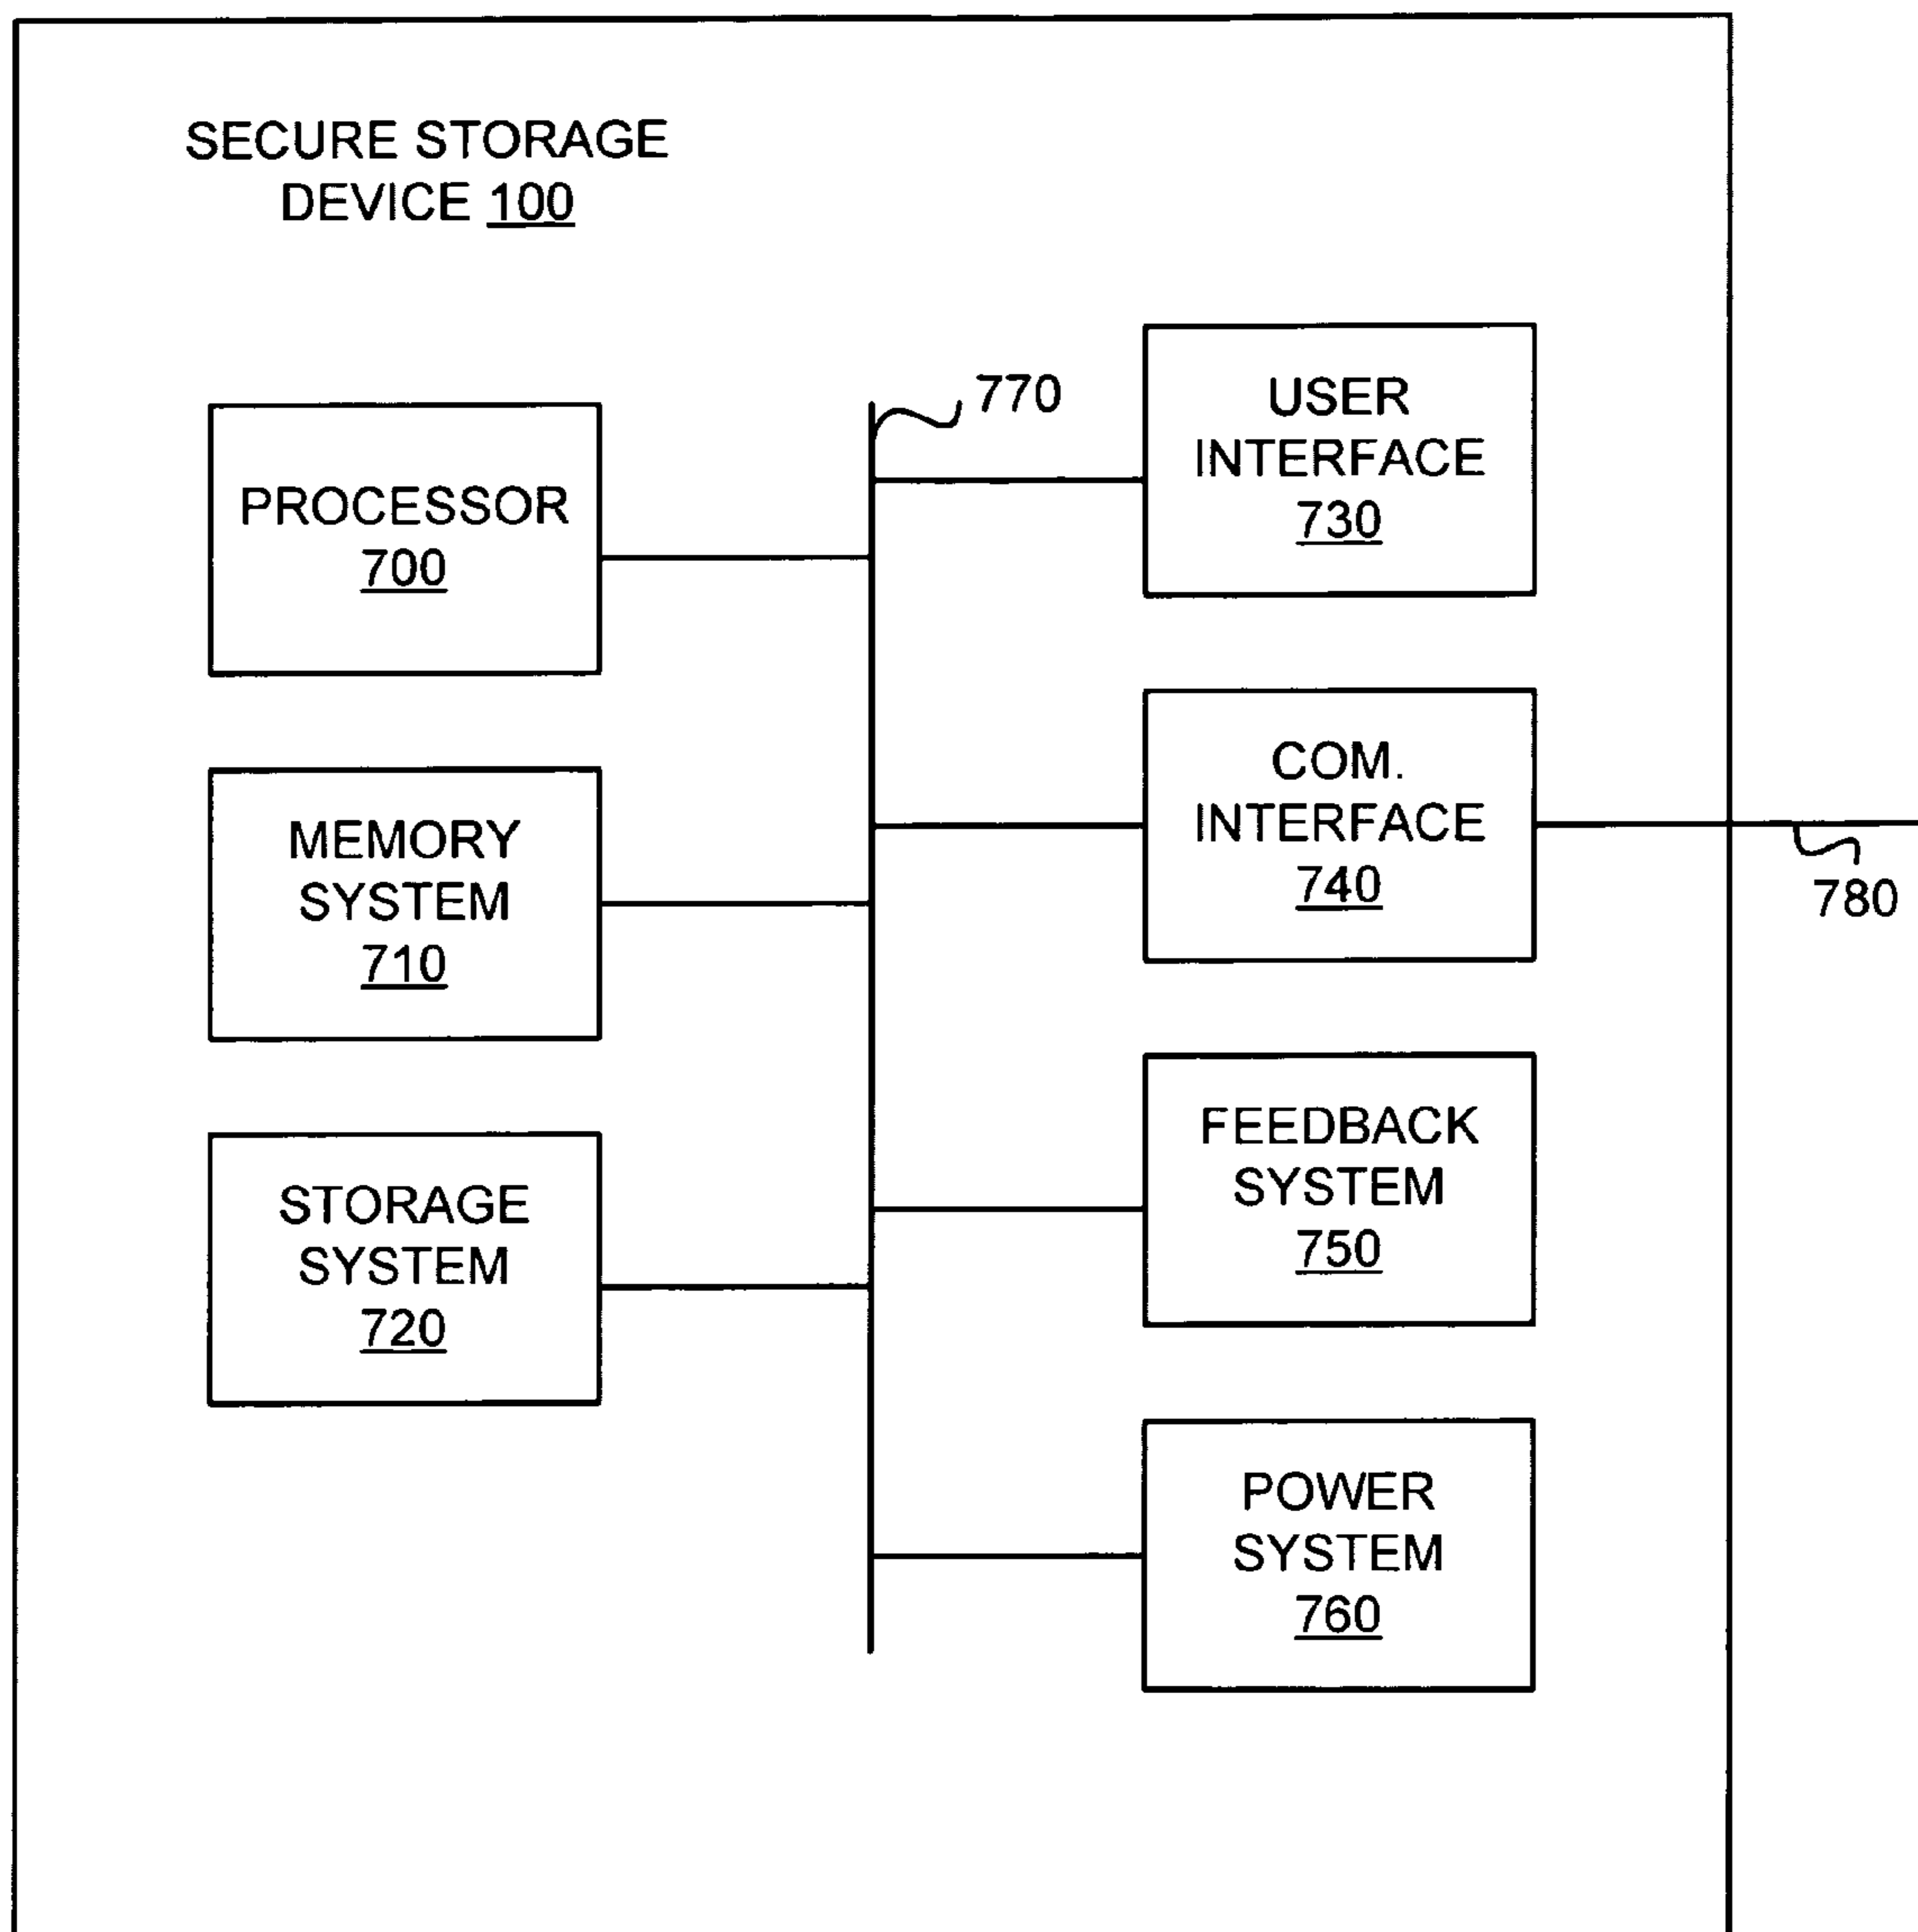 SECURE STORAGE
DEVICE 100
770
PROCESSOR
700
MEMORY
SYSTEM
710
STORAGE
SYSTEM
720
USER
INTERFACE
730
COM.
INTERFACE
740
780
FEEDBACK
SYSTEM
750
POWER
SYSTEM
760